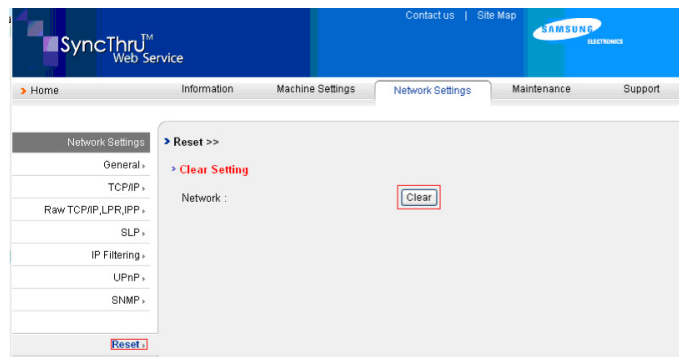 Contact us | Site Map
SAMSUNG
ELECTRONICS
SyncThru™
Web Service
Home
Information
Machine Settings
Network Settings
Maintenance
Support
Network Settings
General
TCP/IP
Raw TCP/IP,LPR,IPP
SLP
IP Filtering
UPnP
SNMP
Reset
Reset >>
Clear Setting
Network :
Clear